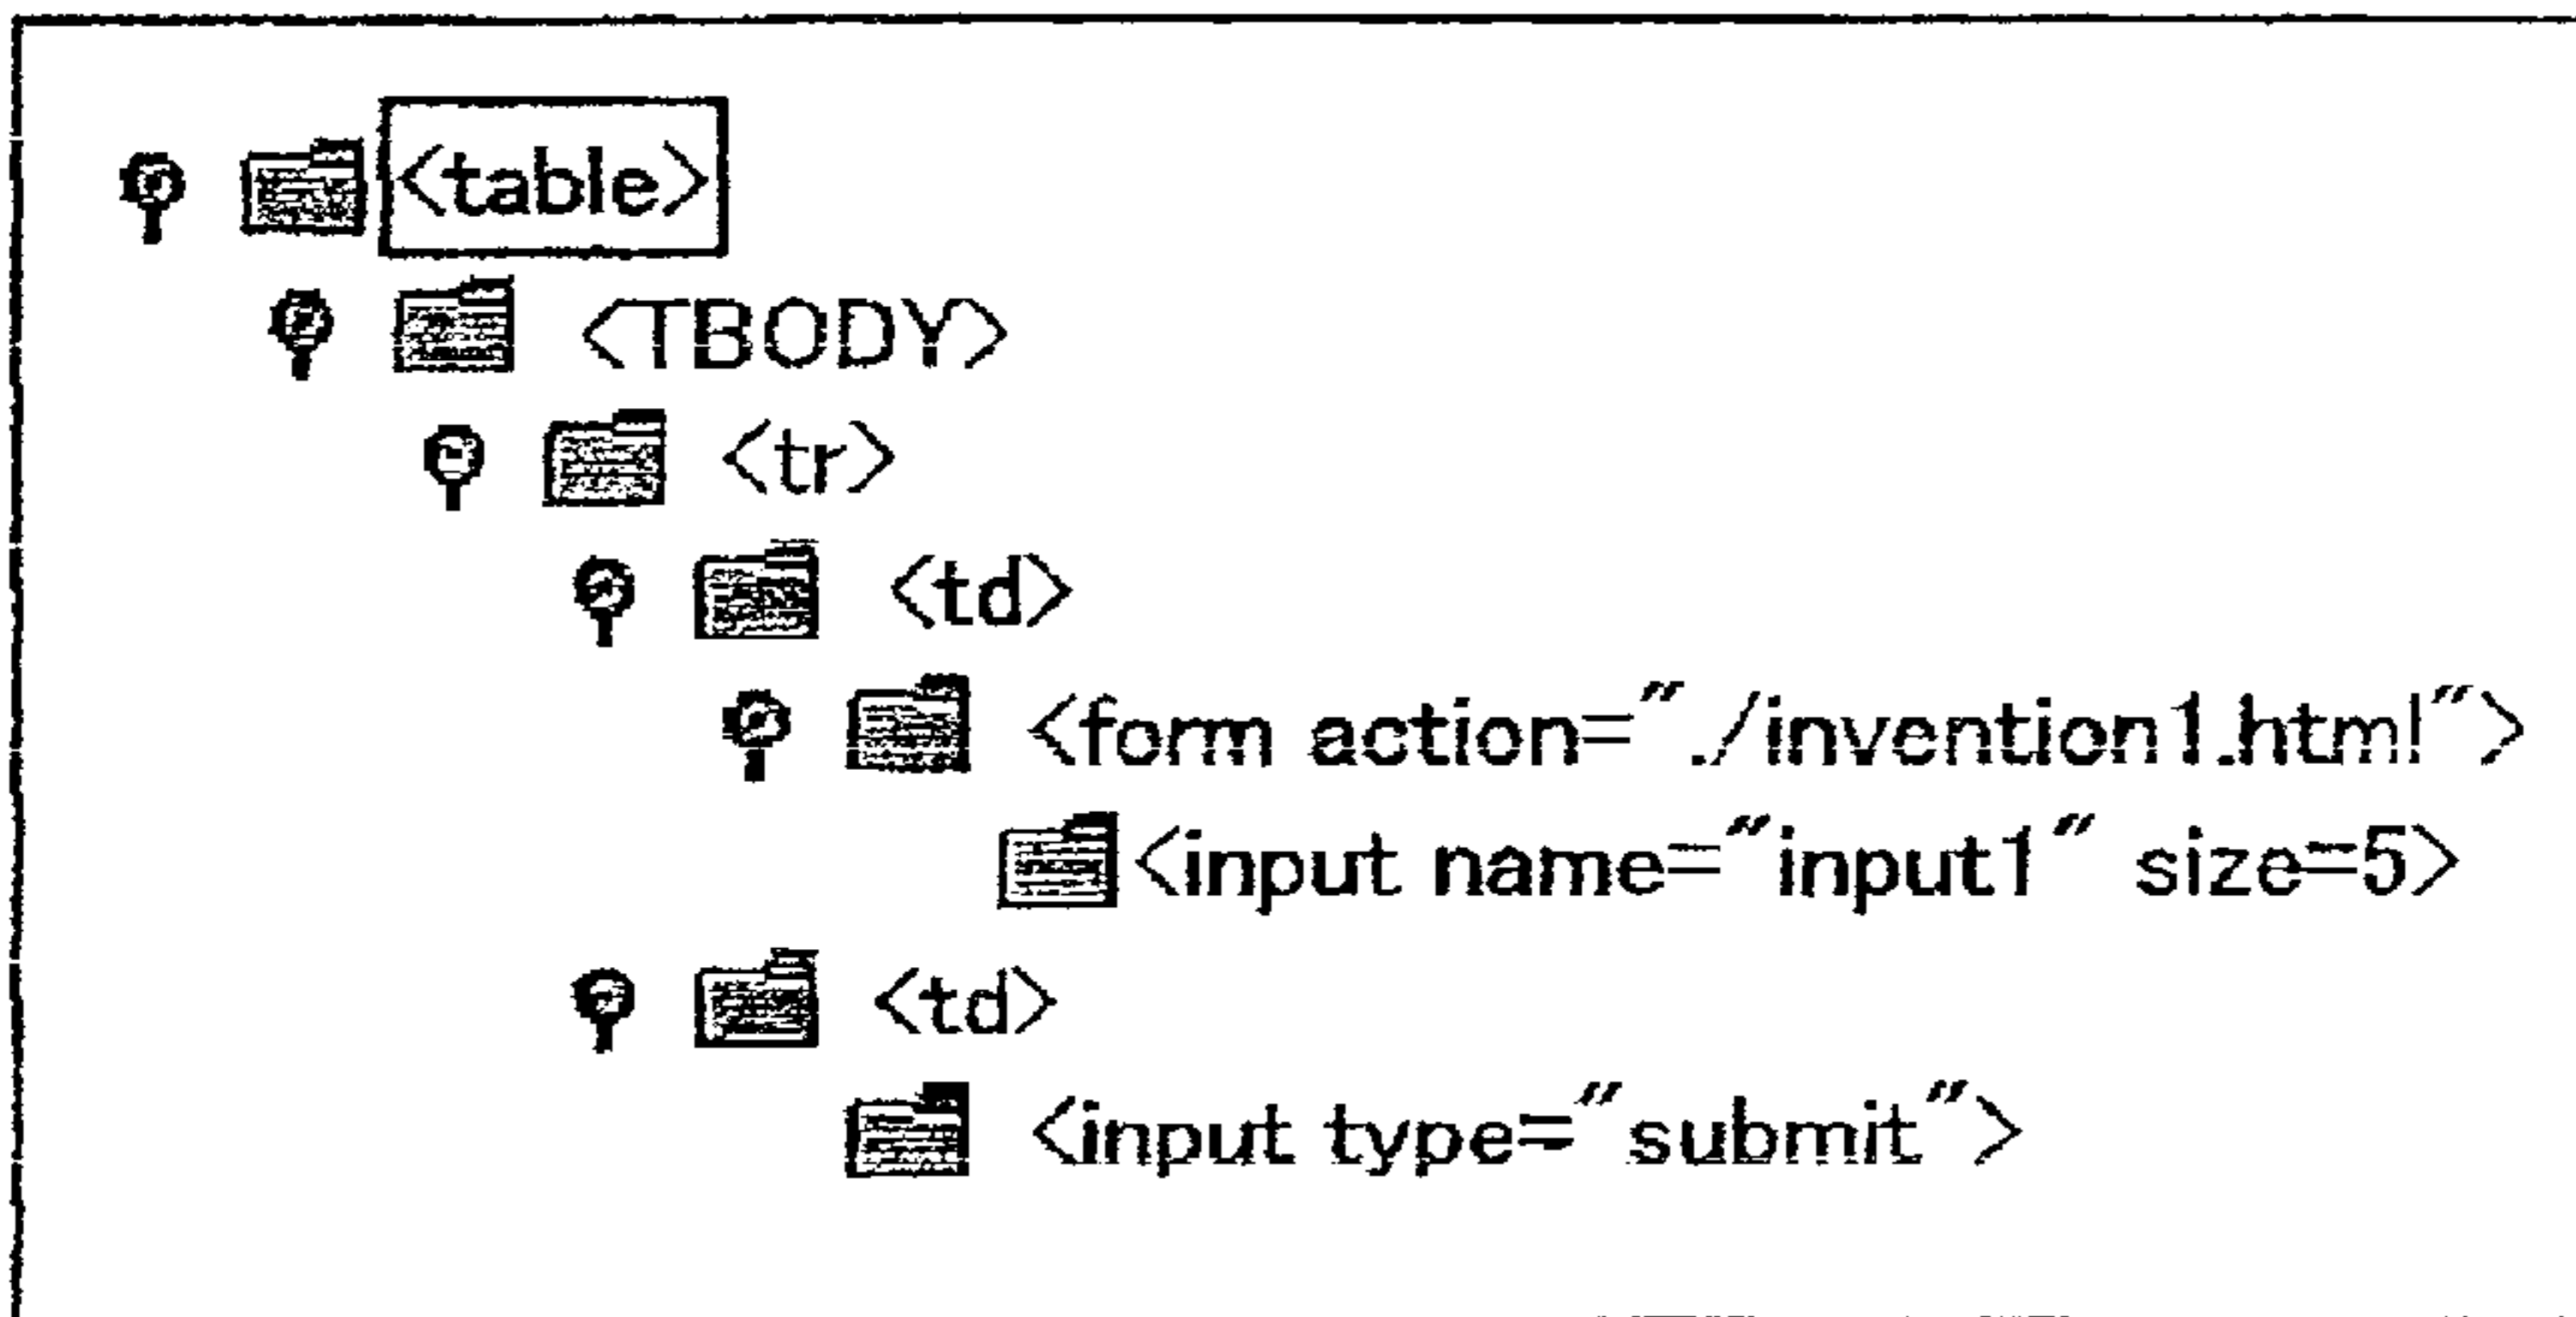 <table>
<TBODY>
<tr>
<td>
<form action="./invention1.html">
<input name="input1" size=5>
<td>
<input type="submit">